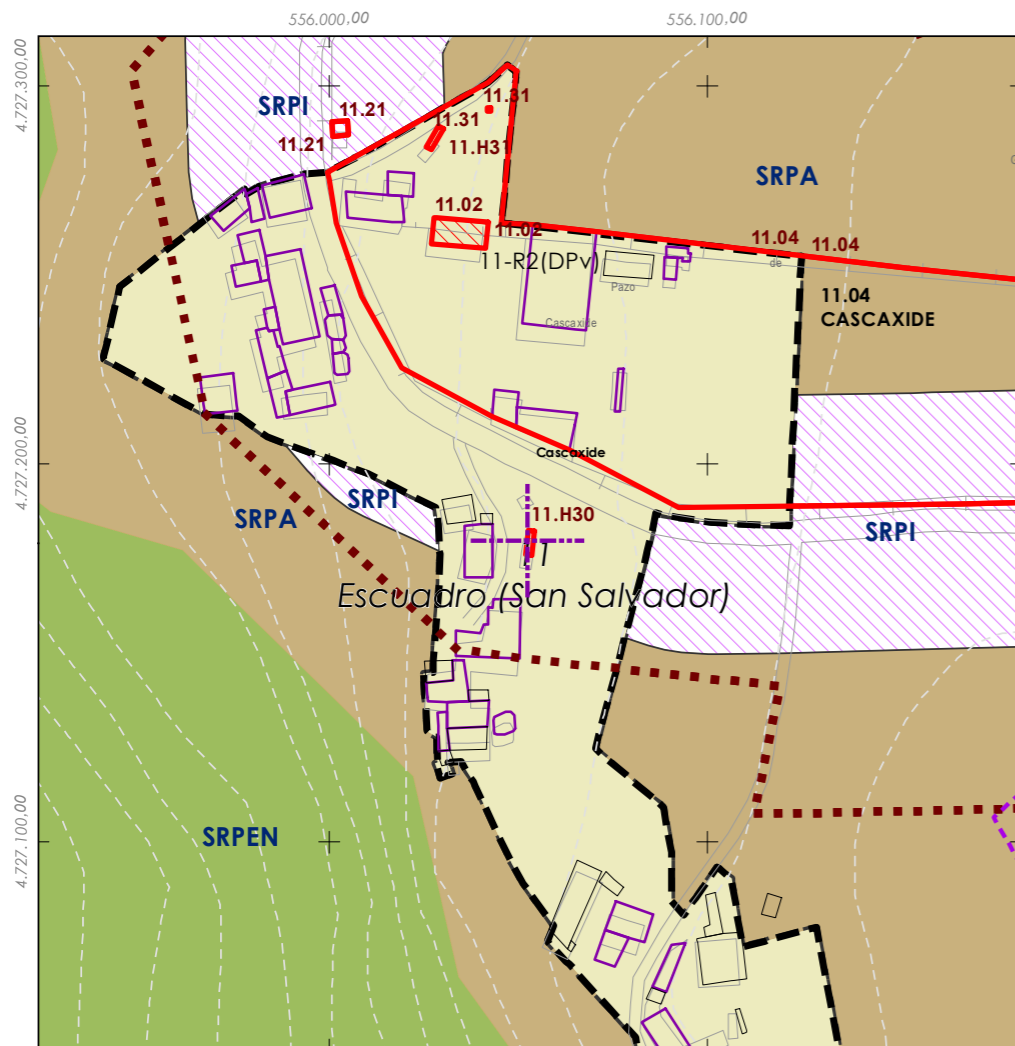 556.000,00
556.100,00
4.727.300,00
SRPI
11.21
11.21
11.31
11.31
11.H31
SRPA
11.02
11.02
11.04
11.04
11-R2(DPv)
de
Pazo
11.04
CASCAXIDE
Cascaxide
4.727.200,00
Cascaxide
SRPI
SRPA
11.H30
SRPI
11
Escuadro (San Salvador)
4.727.100,00
SRPEN